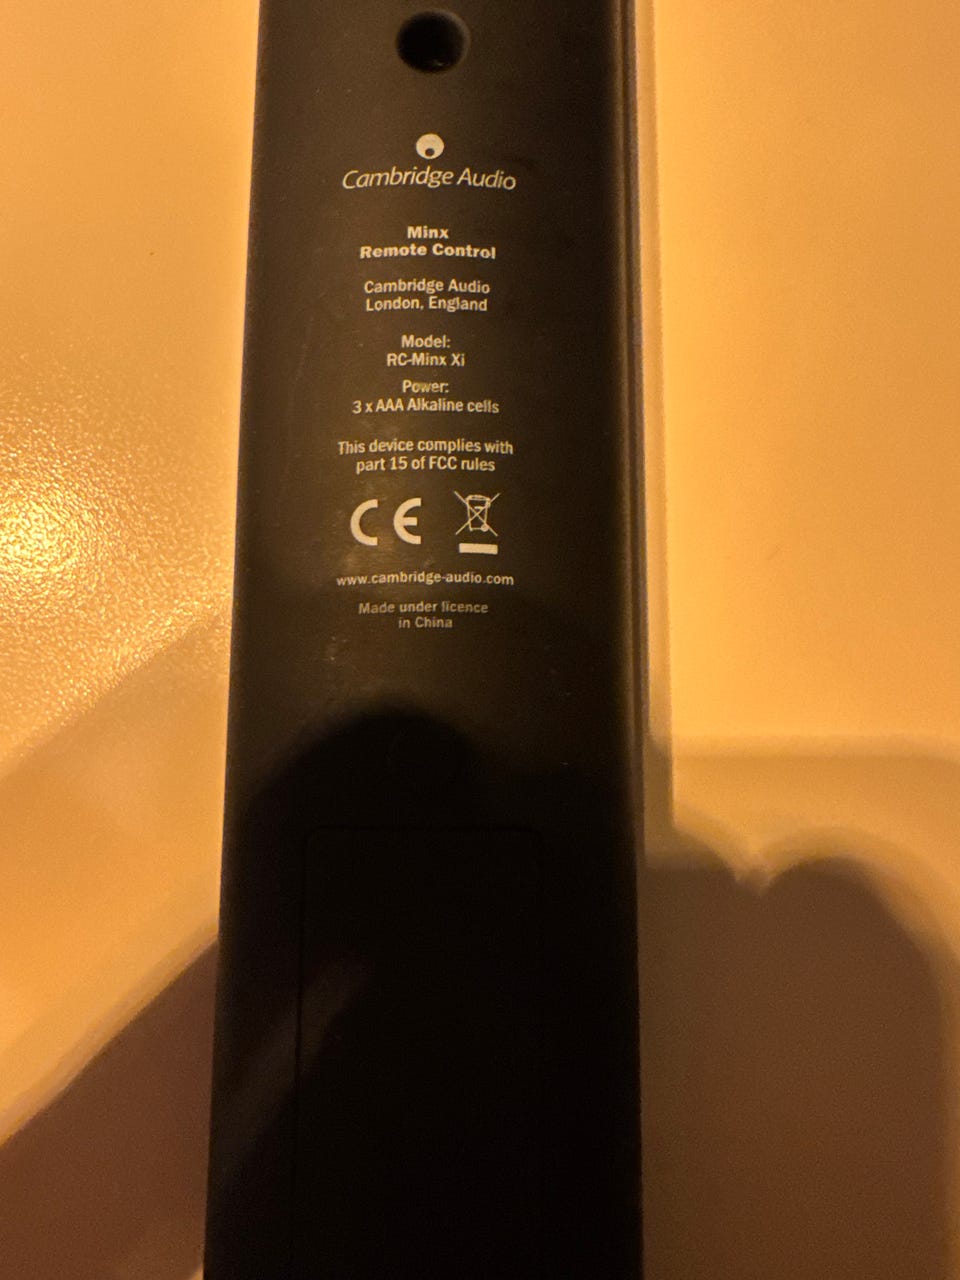 Cambridge Audio
Minx
Remote Control
Cambridge Audio
London, England
Model:
RC-Minx Xi
Power:
3 x AAA Alkaline cells
This device complies with
part 15 of FCC rules
CE
www.cambridge-audio.com
Made under licence
in China